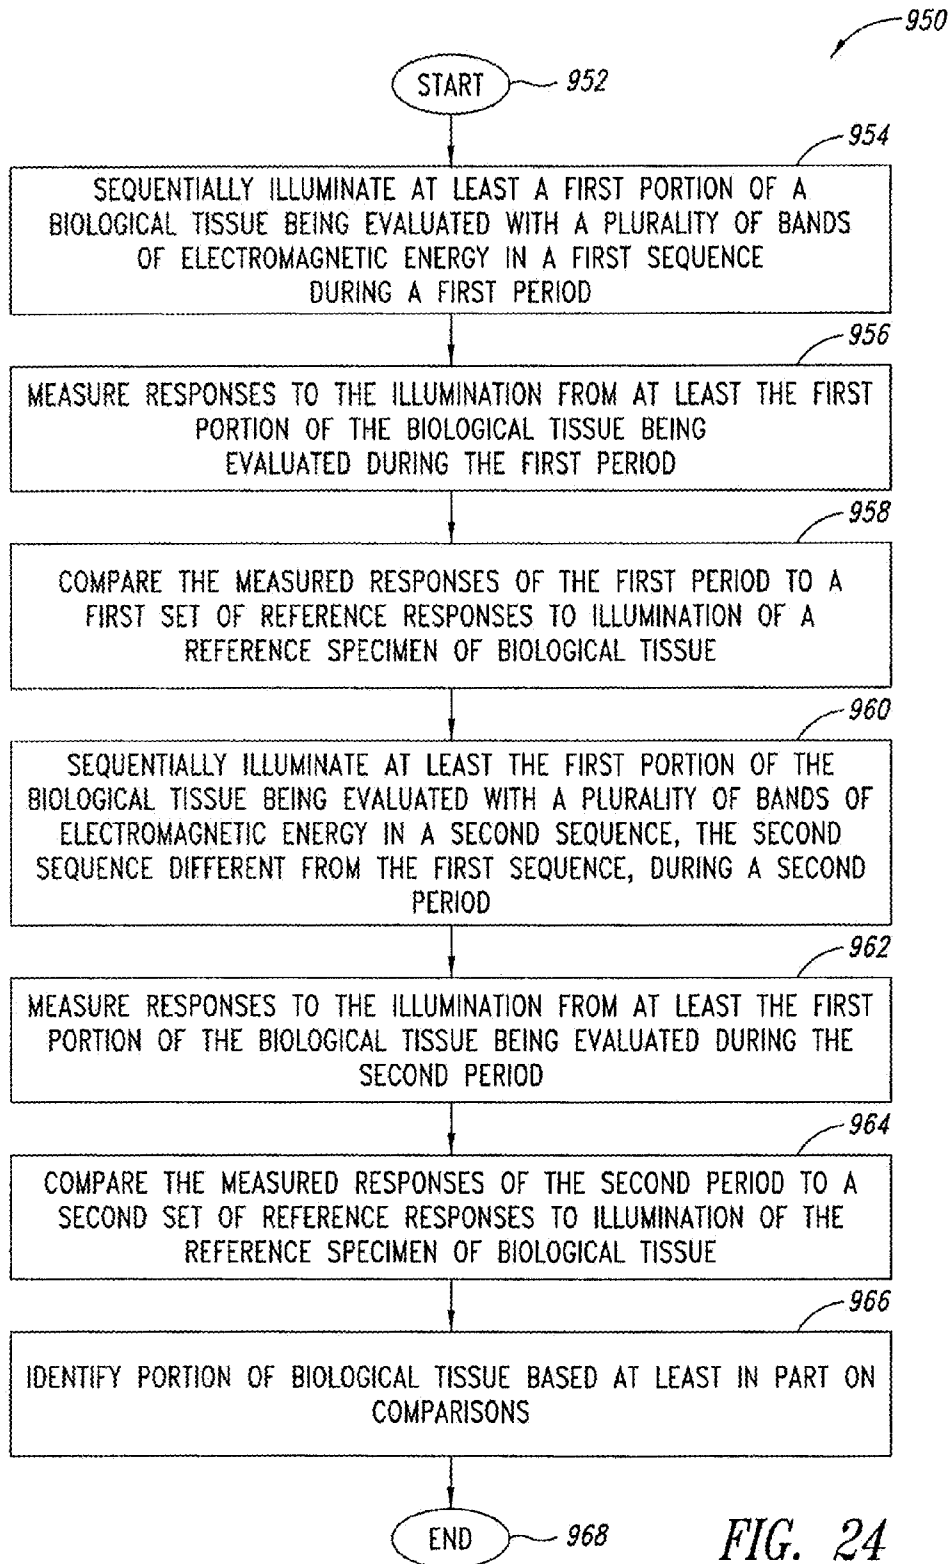 950
START
952
954
SEQUENTIALLY ILLUMINATE AT LEAST A FIRST PORTION OF A
BIOLOGICAL TISSUE BEING EVALUATED WITH A PLURALITY OF BANDS
OF ELECTROMAGNETIC ENERGY IN A FIRST SEQUENCE
DURING A FIRST PERIOD
956
MEASURE RESPONSES TO THE ILLUMINATION FROM AT LEAST THE FIRST
PORTION OF THE BIOLOGICAL TISSUE BEING
EVALUATED DURING THE FIRST PERIOD
958
COMPARE THE MEASURED RESPONSES OF THE FIRST PERIOD TO A
FIRST SET OF REFERENCE RESPONSES TO ILLUMINATION OF A
REFERENCE SPECIMEN OF BIOLOGICAL TISSUE
960
SEQUENTIALLY ILLUMINATE AT LEAST THE FIRST PORTION OF THE
BIOLOGICAL TISSUE BEING EVALUATED WITH A PLURALITY OF BANDS OF
ELECTROMAGNETIC ENERGY IN A SECOND SEQUENCE, THE SECOND
SEQUENCE DIFFERENT FROM THE FIRST SEQUENCE, DURING A SECOND
PERIOD
962
MEASURE RESPONSES TO THE ILLUMINATION FROM AT LEAST THE FIRST
PORTION OF THE BIOLOGICAL TISSUE BEING EVALUATED DURING THE
SECOND PERIOD
964
COMPARE THE MEASURED RESPONSES OF THE SECOND PERIOD TO A
SECOND SET OF REFERENCE RESPONSES TO ILLUMINATION OF THE
REFERENCE SPECIMEN OF BIOLOGICAL TISSUE
966
IDENTIFY PORTION OF BIOLOGICAL TISSUE BASED AT LEAST IN PART ON
COMPARISONS
END
968
FIG. 24